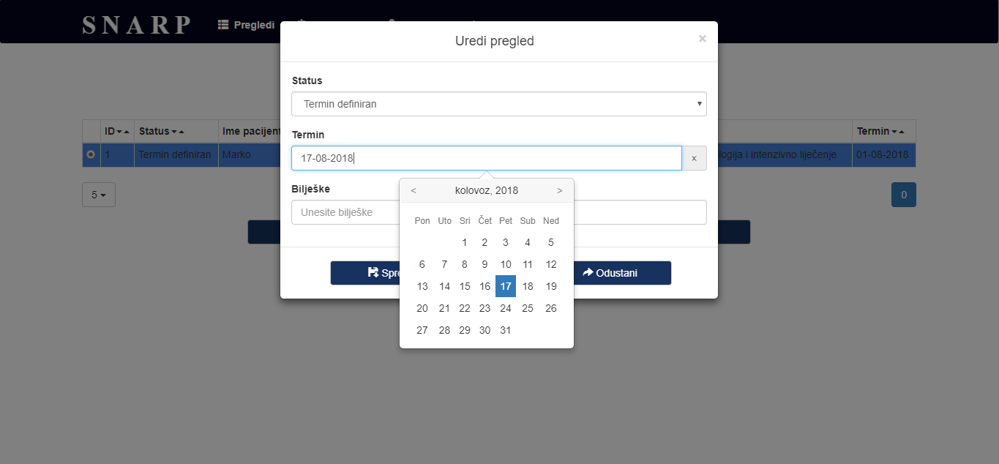 SNARP
Pregledi
Uredi pregled
×
Status
Termin definiran
Termin
17-08-2018
×
Bilješke
Unesite bilješke
< kolovoz, 2018 >
Pon Uto Sri Čet Pet Sub Ned
1 2 3 4 5
6 7 8 9 10 11 12
13 14 15 16 17 18 19
20 21 22 23 24 25 26
27 28 29 30 31
Odustani
ID Status Ime Termin
1 Termin definiran Marko i intenzivno liječenje 01-08-2018
5
0